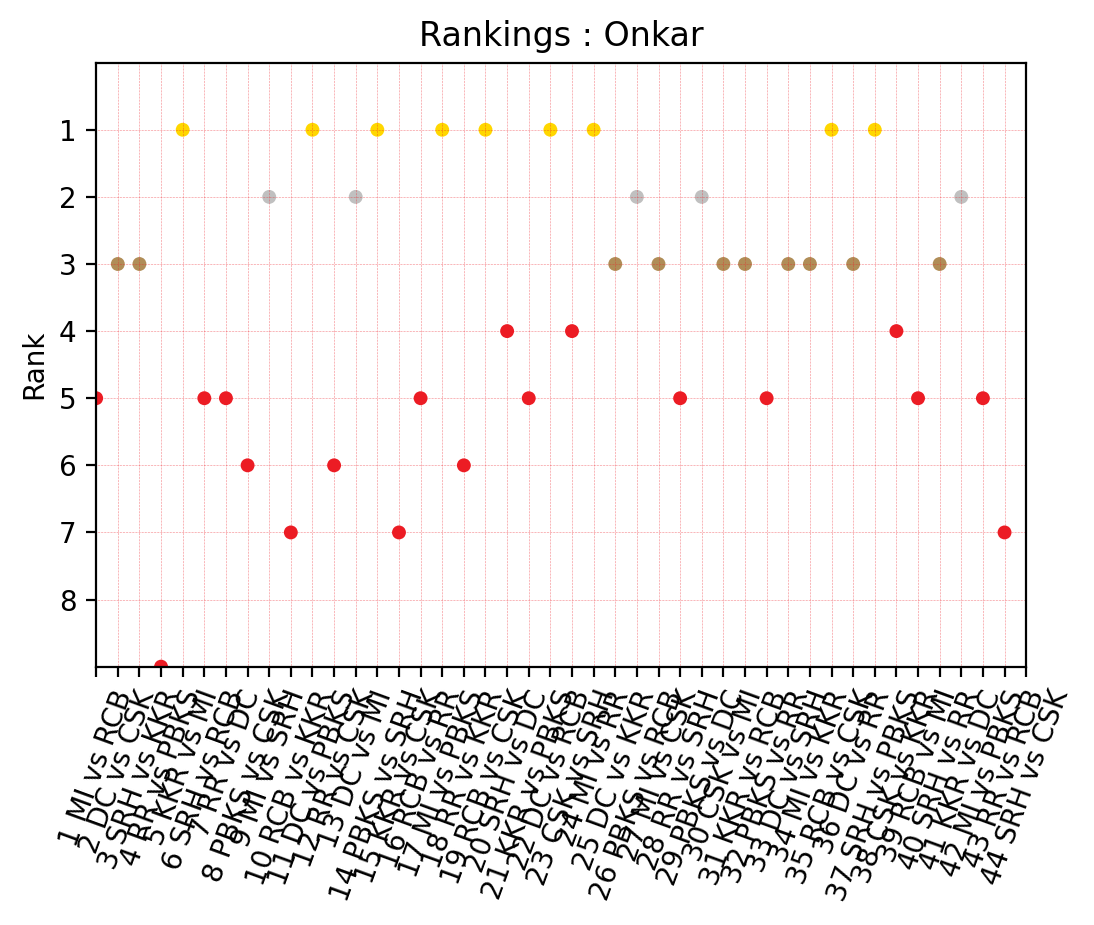 Rankings : Onkar
Rank
1
2
3
4
5
6
7
8
1 MI vs RCB
2 DC vs CSK
3 SRH vs KKR
4 RR vs PBKS
5 KKR vs MI
6 SRH vs RCB
7 RR vs DC
8 PBKS vs CSK
9 MI vs SRH
10 RCB vs KKR
11 DC vs PBKS
12 RR vs CSK
13 DC vs MI
14 PBKS vs SRH
15 KKR vs CSK
16 RCB vs RR
17 MI vs PBKS
18 RR vs KKR
19 RCB vs CSK
20 SRH vs DC
21 KKR vs PBKS
22 DC vs RCB
23 CSK vs SRH
24 MI vs RR
25 DC vs KKR
26 PBKS vs RCB
27 MI vs CSK
28 RR vs SRH
29 PBKS vs DC
30 CSK vs MI
31 KKR vs RCB
32 PBKS vs RR
33 DC vs SRH
34 MI vs KKR
35 RCB vs CSK
36 DC vs RR
37 SRH vs PBKS
38 CSK vs KKR
39 RCB vs MI
40 SRH vs RR
41 KKR vs DC
42 MI vs PBKS
43 RR vs RCB
44 SRH vs CSK